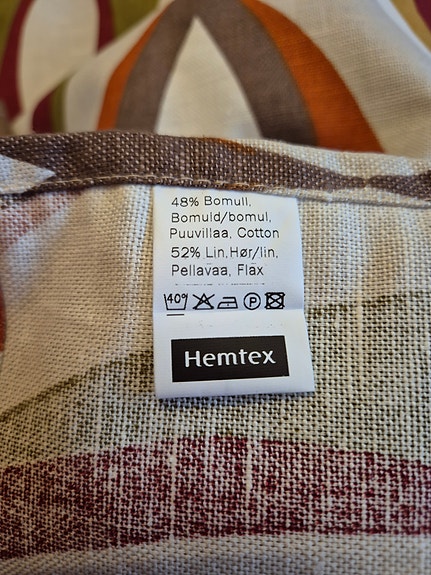 48% Bomull,
Bomuld/bomul,
Puuvillaa, Cotton
52% Lin,Hør/lin,
Pellavaa, Flax
40° P
Hemtex